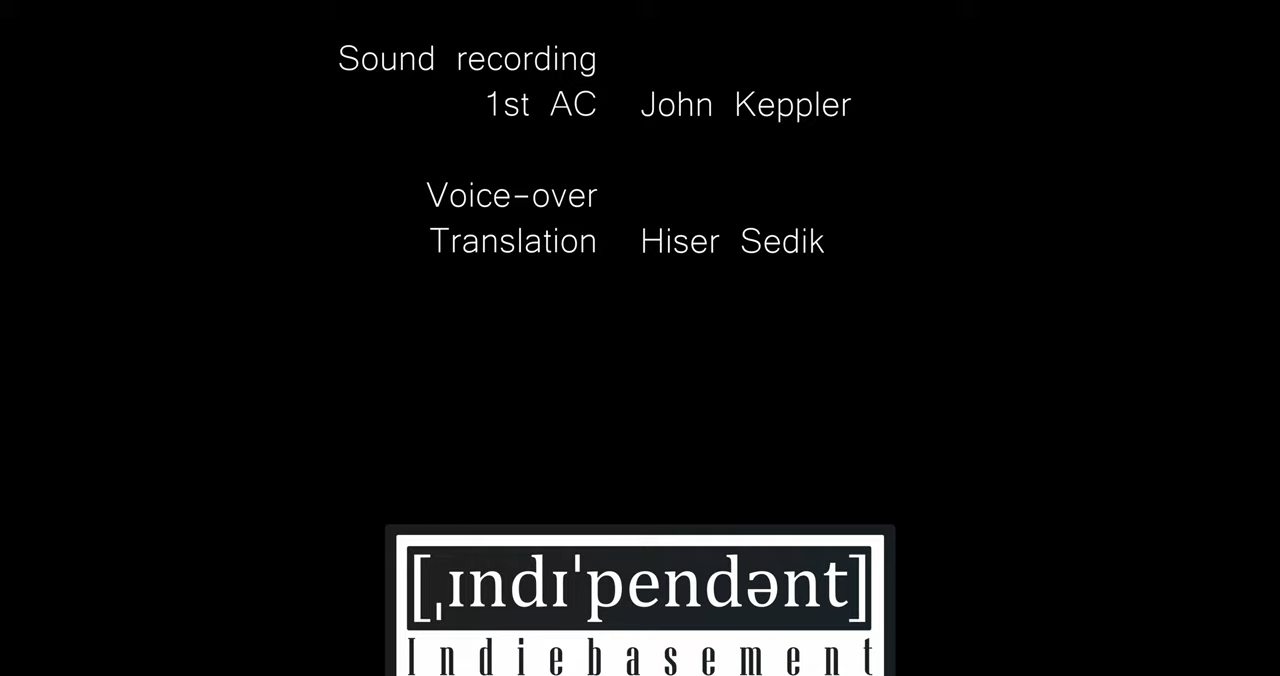 Sound recording
1st AC John Keppler
Voice-over
Translation Hiser Sedik
[ˌɪndɪˈpendənt]
Indiebasement